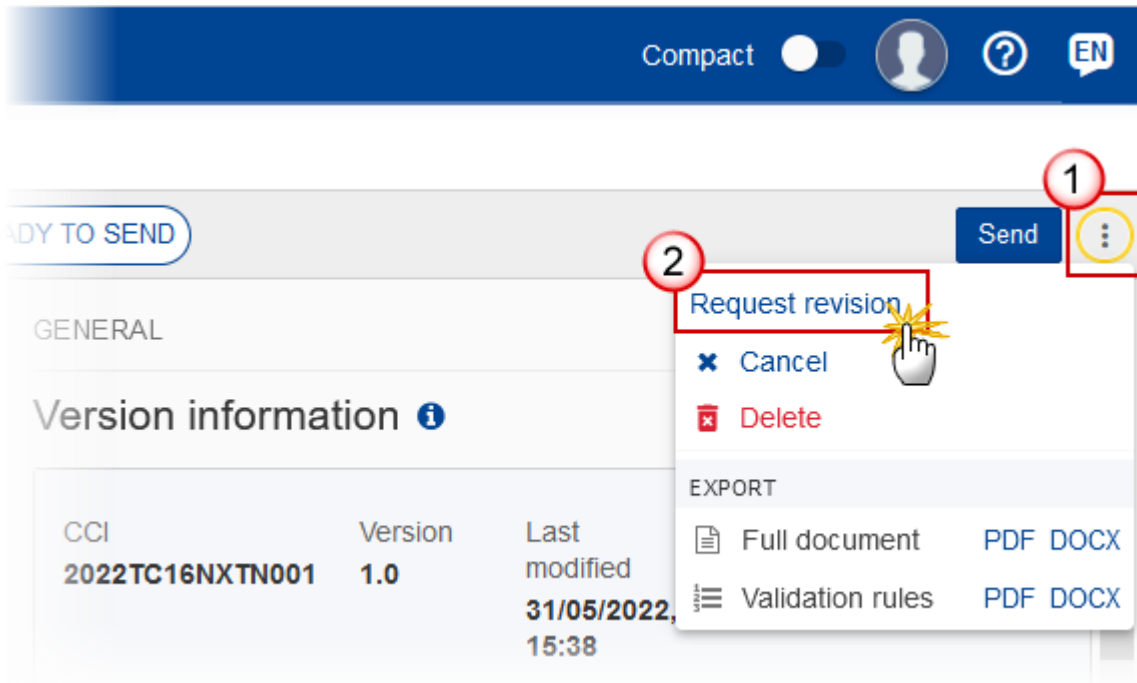 Compact EN
1
ADY TO SEND Send
2
Request revision
GENERAL
Cancel
Version information
Delete
EXPORT
CCI Version Last modified
Full document PDF DOCX
2022TC16NXTN001 1.0
31/05/2022, 15:38
Validation rules PDF DOCX